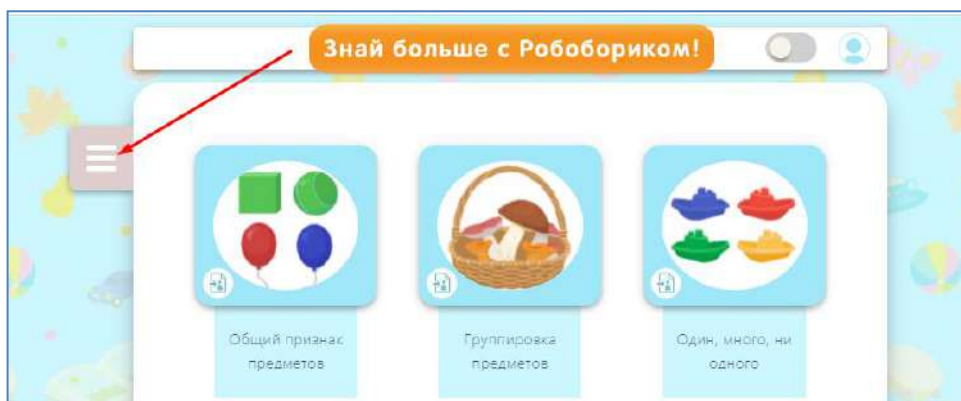 Знай больше с Робобориком!
Общий признак
предметов
Группировка
предметов
Один, много, ни
одного